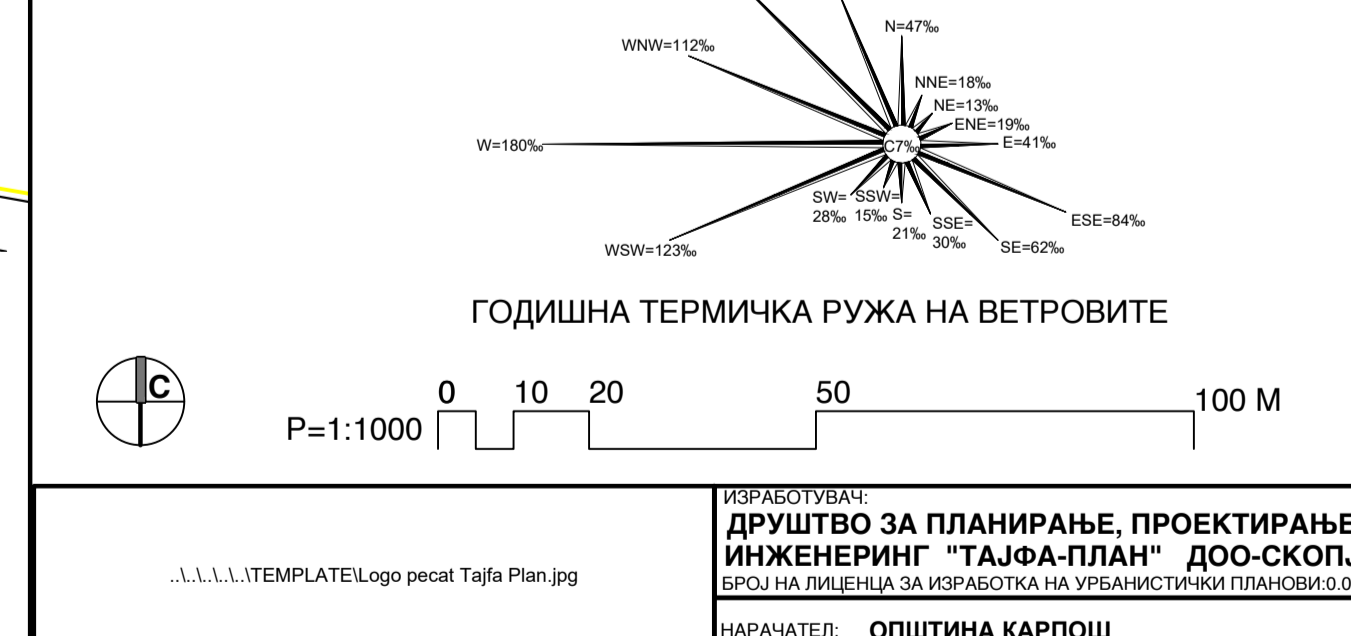 N=47‰
WNW=112‰
NNE=18‰
NE=13‰
ENE=19‰
W=180‰
C7‰
E=41‰
SW=
28‰
SSW=
15‰
S=
21‰
SSE=
30‰
ESE=84‰
SE=62‰
WSW=123‰
ГОДИШНА ТЕРМИЧКА РУЖА НА ВЕТРОВИТЕ
С
0 10 20 50 100 М
Р=1:1000
..\..\..\..\..\TEMPLATE\Logo pecat Tajfa Plan.jpg
ИЗРАБОТУВАЧ:
ДРУШТВО ЗА ПЛАНИРАЊЕ, ПРОЕКТИРАЊЕ
ИНЖЕНЕРИНГ "ТАЈФА-ПЛАН" ДОО-СКОПЈ
БРОЈ НА ЛИЦЕНЦА ЗА ИЗРАБОТКА НА УРБАНИСТИЧКИ ПЛАНОВИ:0.0
НАРАЧАТЕЛ: ОПШТИНА КАРПОШ